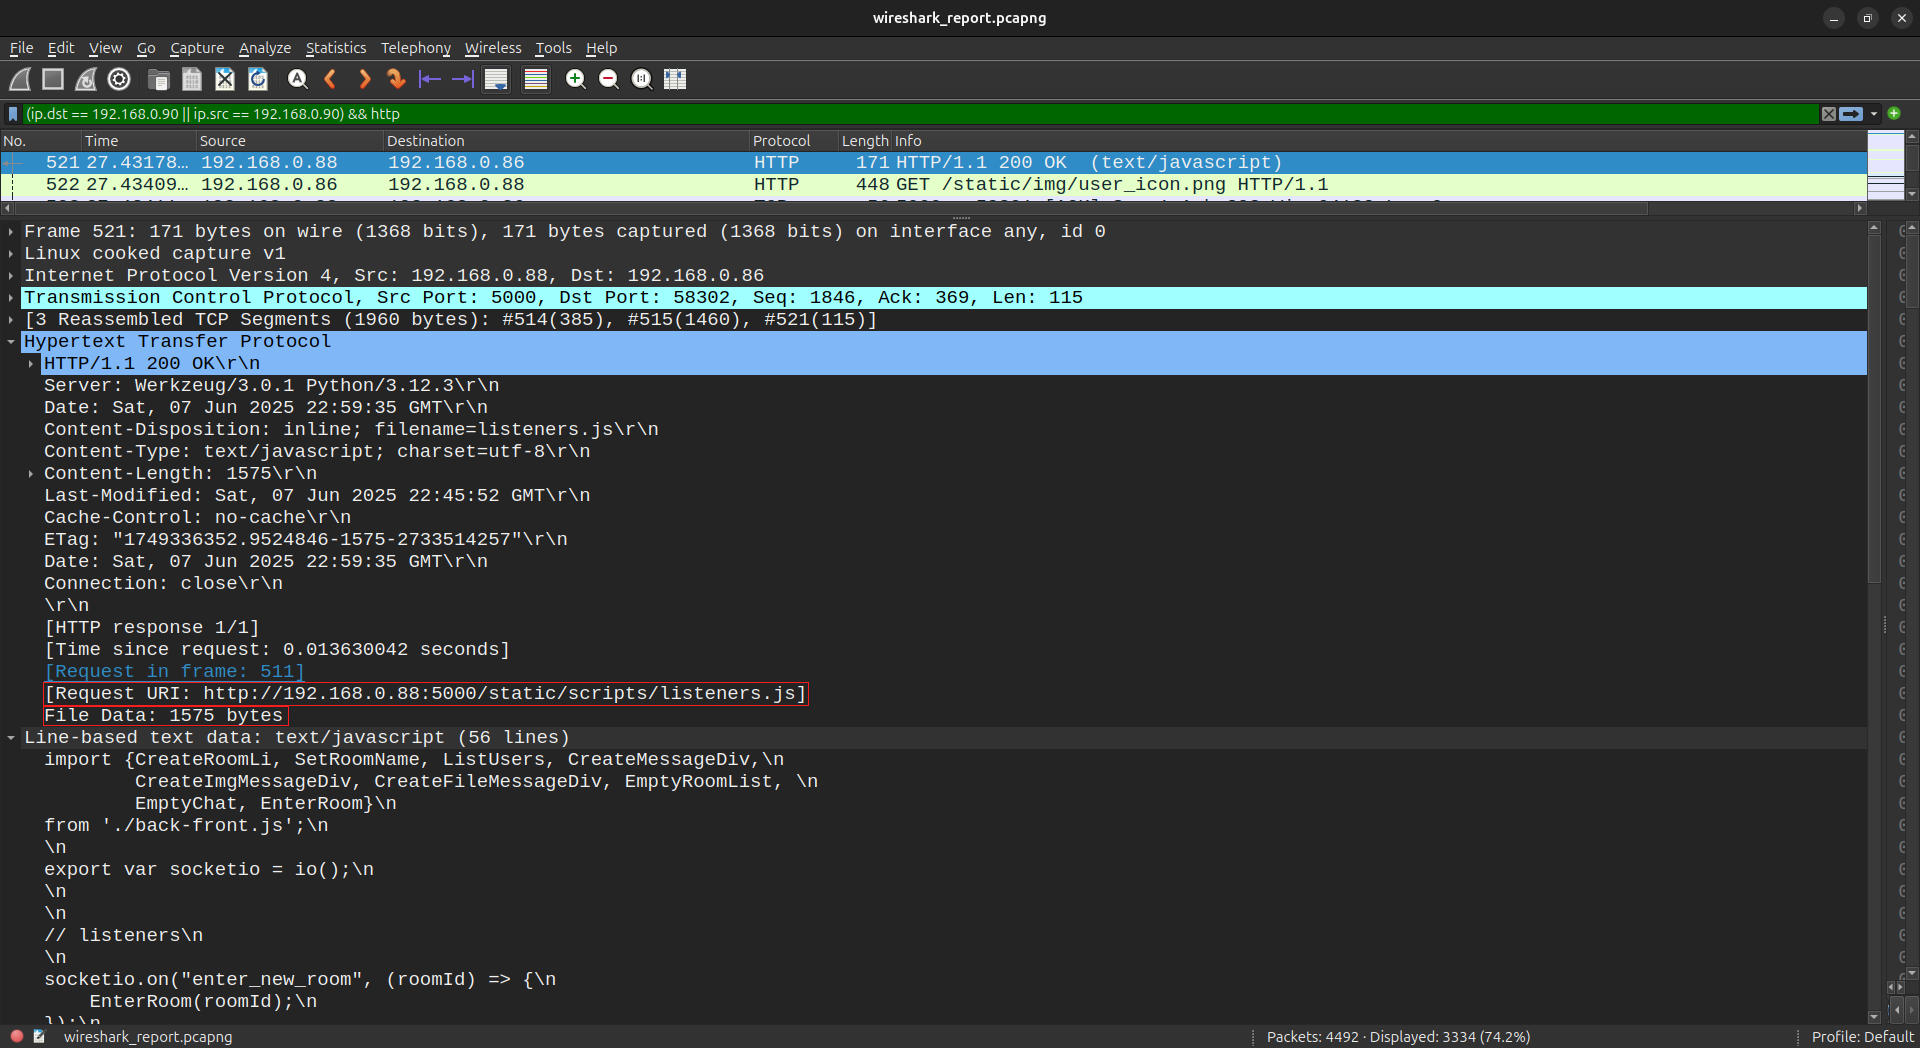 wireshark_report.pcapng
File Edit View Go Capture Analyze Statistics Telephony Wireless Tools Help
(ip.dst == 192.168.0.90 || ip.src == 192.168.0.90) && http
No. Time Source Destination Protocol Length Info
521 27.43178… 192.168.0.88 192.168.0.86 HTTP 171 HTTP/1.1 200 OK  (text/javascript)
522 27.43409… 192.168.0.86 192.168.0.88 HTTP 448 GET /static/img/user_icon.png HTTP/1.1
Frame 521: 171 bytes on wire (1368 bits), 171 bytes captured (1368 bits) on interface any, id 0
Linux cooked capture v1
Internet Protocol Version 4, Src: 192.168.0.88, Dst: 192.168.0.86
Transmission Control Protocol, Src Port: 5000, Dst Port: 58302, Seq: 1846, Ack: 369, Len: 115
[3 Reassembled TCP Segments (1960 bytes): #514(385), #515(1460), #521(115)]
Hypertext Transfer Protocol
HTTP/1.1 200 OK\r\n
Server: Werkzeug/3.0.1 Python/3.12.3\r\n
Date: Sat, 07 Jun 2025 22:59:35 GMT\r\n
Content-Disposition: inline; filename=listeners.js\r\n
Content-Type: text/javascript; charset=utf-8\r\n
Content-Length: 1575\r\n
Last-Modified: Sat, 07 Jun 2025 22:45:52 GMT\r\n
Cache-Control: no-cache\r\n
ETag: "1749336352.9524846-1575-2733514257"\r\n
Date: Sat, 07 Jun 2025 22:59:35 GMT\r\n
Connection: close\r\n
\r\n
[HTTP response 1/1]
[Time since request: 0.013630042 seconds]
[Request in frame: 511]
[Request URI: http://192.168.0.88:5000/static/scripts/listeners.js]
File Data: 1575 bytes
Line-based text data: text/javascript (56 lines)
import {CreateRoomLi, SetRoomName, ListUsers, CreateMessageDiv,\n
CreateImgMessageDiv, CreateFileMessageDiv, EmptyRoomList, \n
EmptyChat, EnterRoom}\n
from './back-front.js';\n
\n
export var socketio = io();\n
\n
\n
// listeners\n
\n
socketio.on("enter_new_room", (roomId) => {\n
EnterRoom(roomId);\n
});\n
wireshark_report.pcapng Packets: 4492 · Displayed: 3334 (74.2%) Profile: Default